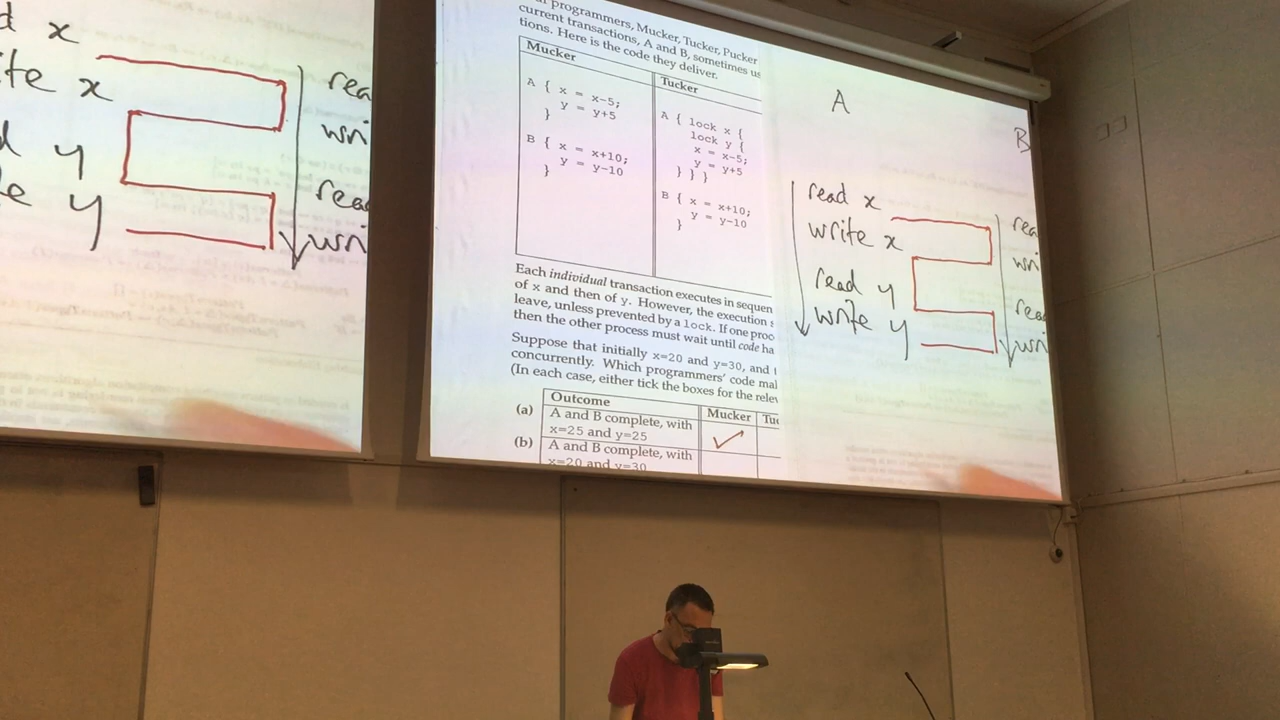 x
x
y
y
rea
wri
rea
wri
programmers, Mucker, Tucker, Pucker
current transactions, A and B, sometimes us
tions. Here is the code they deliver.
Mucker
A { x = x-5;
y = y+5
}
B { x = x+10;
y = y-10
}
Tucker
A { lock x {
lock y {
x = x-5;
y = y+5
} } }
B { x = x+10;
y = y-10
}
Each individual transaction executes in sequen
of x and then of y. However, the execution s
leave, unless prevented by a lock. If one proc
then the other process must wait until code ha
Suppose that initially x=20 and y=30, and t
concurrently. Which programmers' code mal
(In each case, either tick the boxes for the relev
Outcome Mucker Tuc
(a) A and B complete, with
x=25 and y=25 ✓
(b) A and B complete, with
x=20 and y=30
A
B
read x
write x
read y
write y
rea
wri
rea
wri